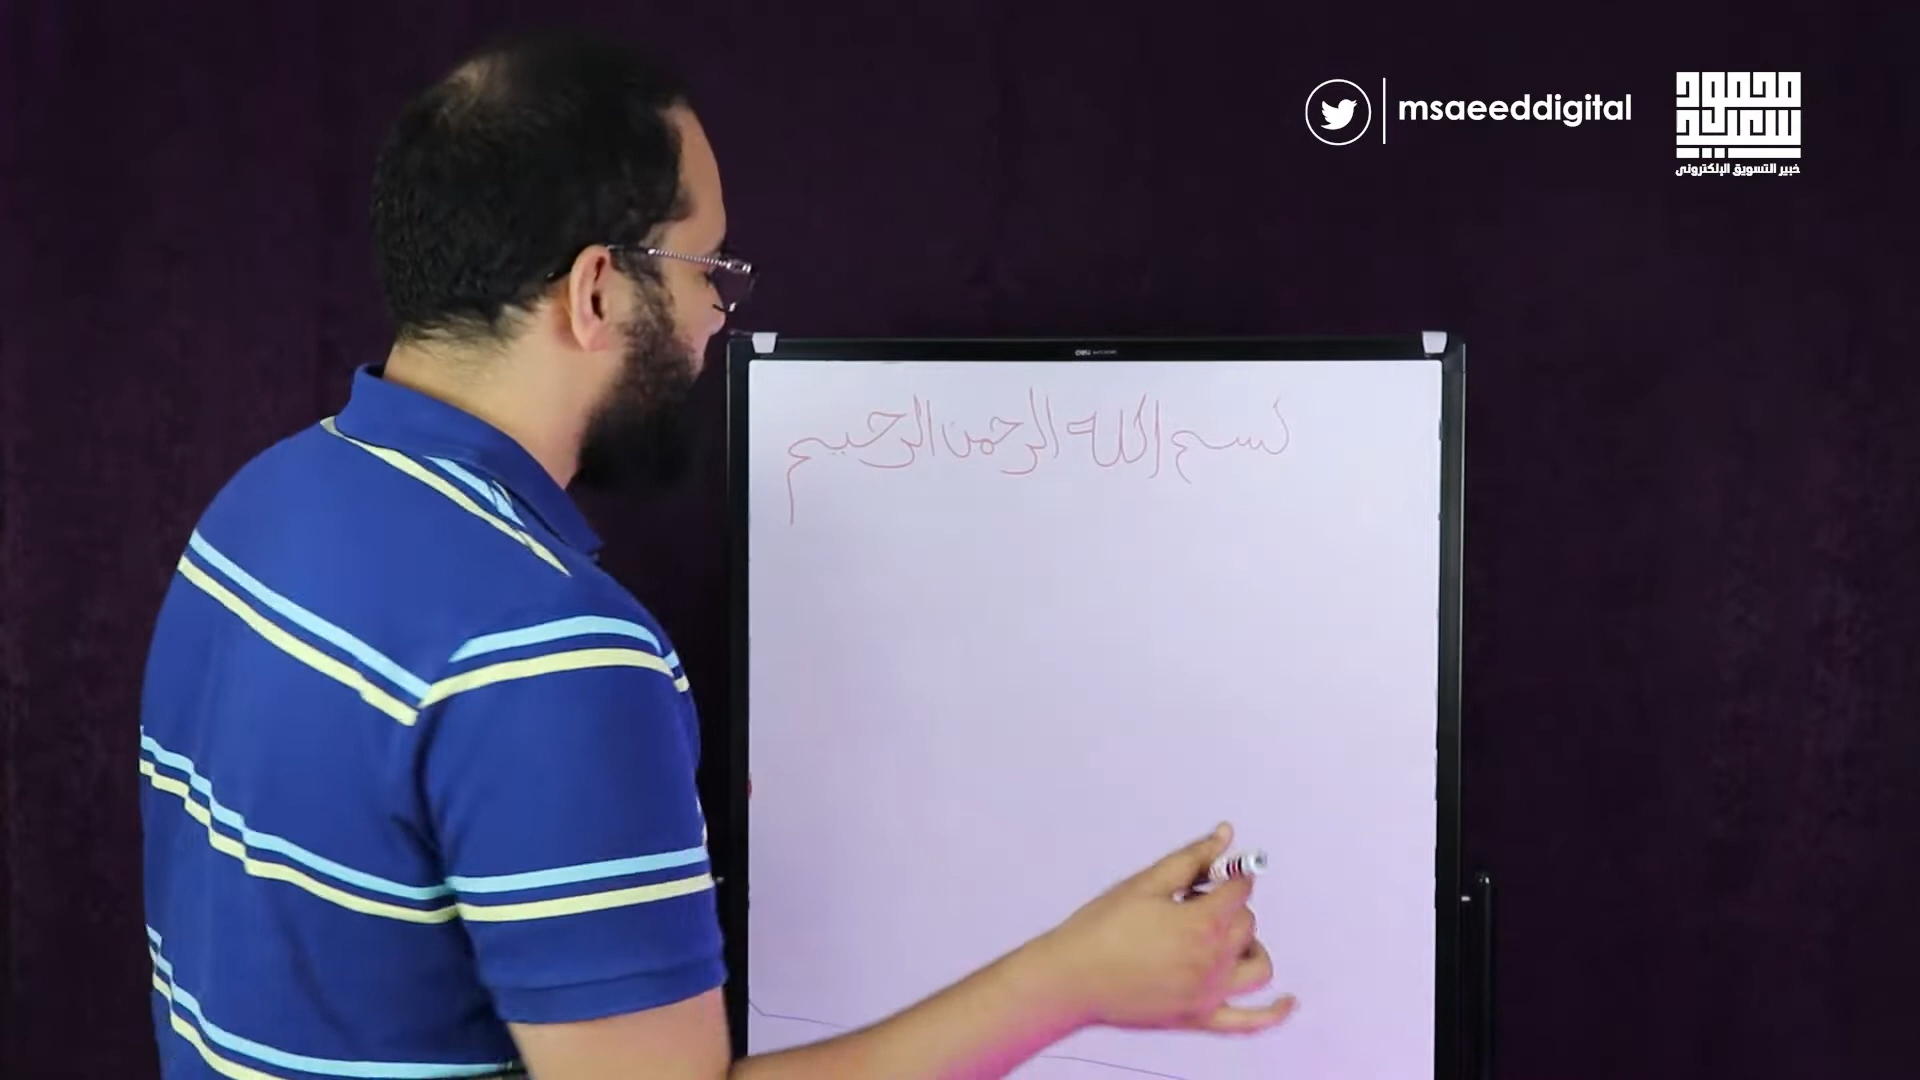 msaeeddigital
محمود
سعيد
خبير التسويق الإلكتروني
بسم الله الرحمن الرحيم